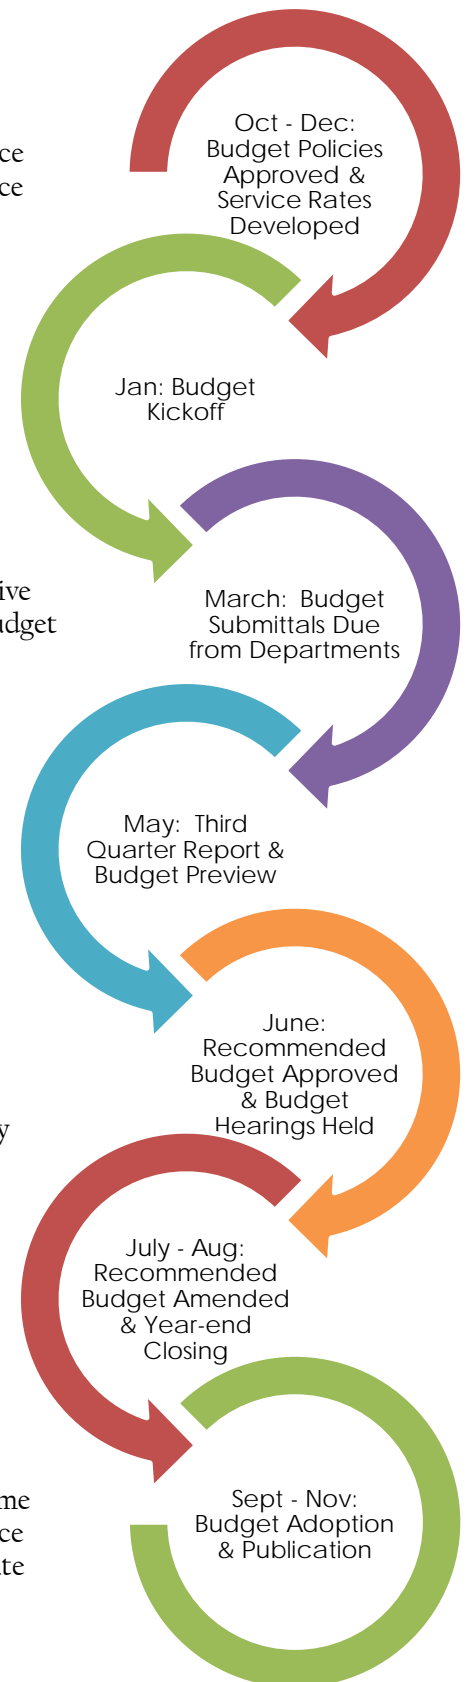 Oct - Dec:
Budget Policies
Approved &
Service Rates
Developed
Jan: Budget
Kickoff
March:  Budget
Submittals Due
from Departments
May:  Third
Quarter Report &
Budget Preview
June:
Recommended
Budget Approved
& Budget
Hearings Held
July - Aug:
Recommended
Budget Amended
& Year-end
Closing
Sept - Nov:
Budget Adoption
& Publication